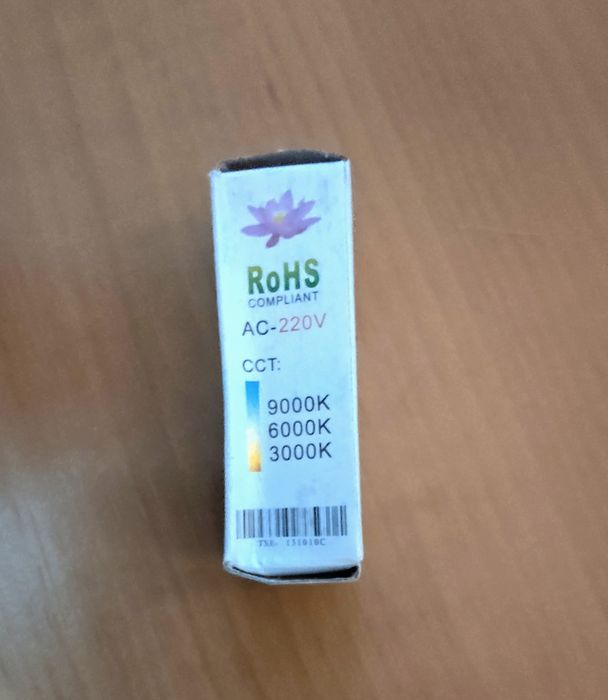 RoHS
COMPLIANT
AC-220V
CCT:
9000K
6000K
3000K